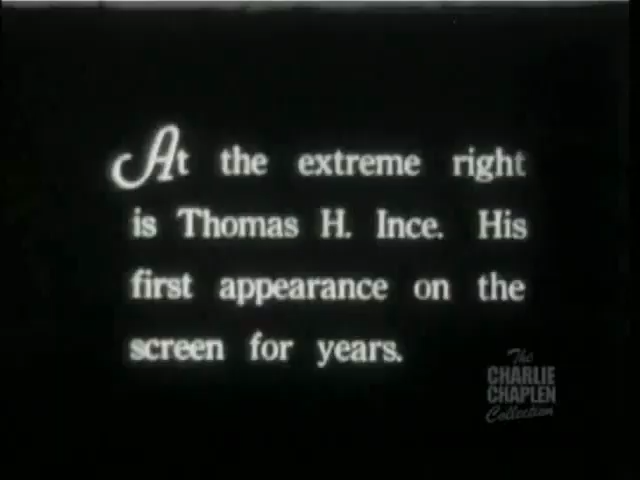 At the extreme right
is Thomas H. Ince. His
first appearance on the
screen for years.
The
CHARLIE
CHAPLEN
Collection